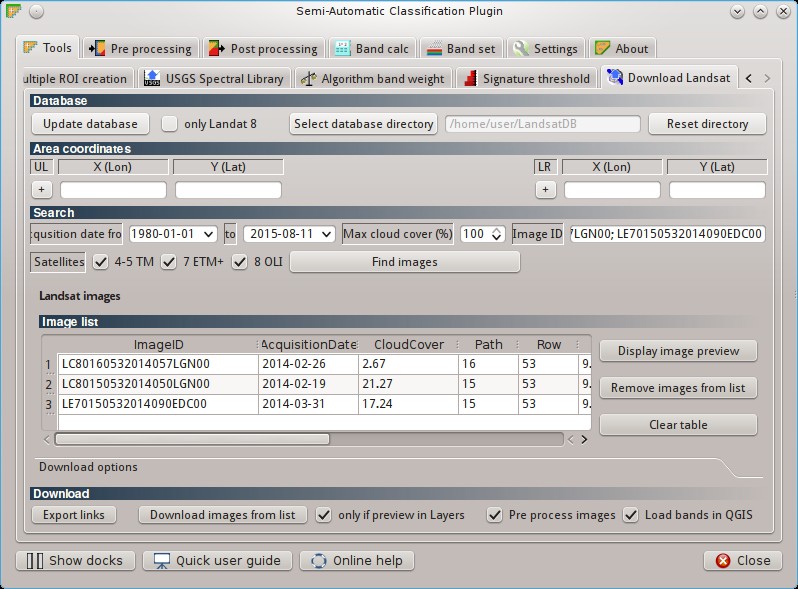 Semi-Automatic Classification Plugin
Tools Pre processing Post processing Band calc Band set Settings About
ultiple ROI creation USGS Spectral Library Algorithm band weight Signature threshold Download Landsat
Database
Update database only Landat 8 Select database directory /home/user/LandsatDB Reset directory
Area coordinates
UL X (Lon) Y (Lat) LR X (Lon) Y (Lat)
+ +
Search
cqusition date fro 1980-01-01 to 2015-08-11 Max cloud cover (%) 100 Image ID 7LGN00; LE70150532014090EDC00
Satellites 4-5 TM 7 ETM+ 8 OLI Find images
Landsat images
Image list
ImageID AcquisitionDate CloudCover Path Row
1 LC80160532014057LGN00 2014-02-26 2.67 16 53 9.
2 LC80150532014050LGN00 2014-02-19 21.27 15 53 9.
3 LE70150532014090EDC00 2014-03-31 17.24 15 53 9.
Display image preview
Remove images from list
Clear table
Download options
Download
Export links Download images from list only if preview in Layers Pre process images Load bands in QGIS
Show docks Quick user guide Online help Close